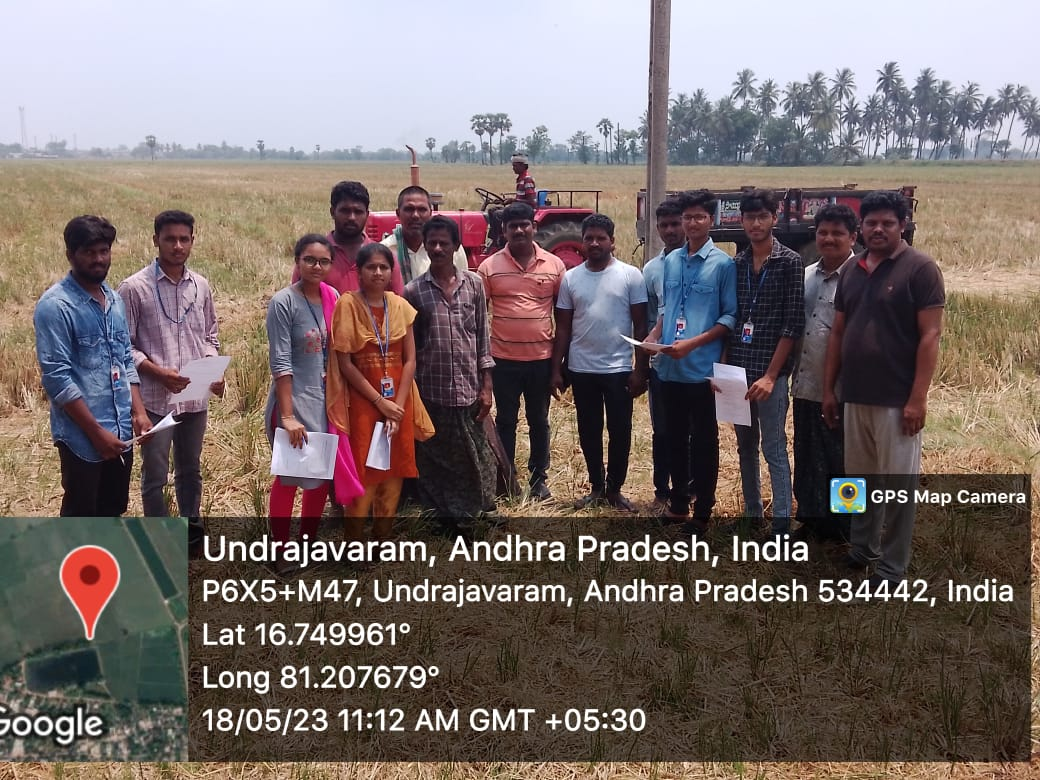 GPS Map Camera
Undrajavaram, Andhra Pradesh, India
P6X5+M47, Undrajavaram, Andhra Pradesh 534442, India
Lat 16.749961°
Long 81.207679°
18/05/23 11:12 AM GMT +05:30
Google